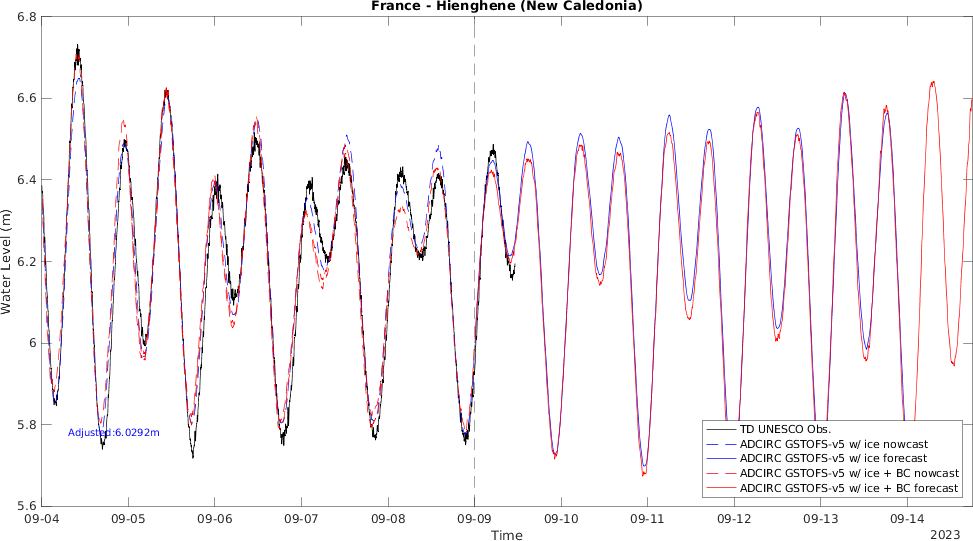 France - Hienghene (New Caledonia)
6.8
6.6
6.4
6.2
6
5.8
5.6
Water Level (m)
Adjusted:6.0292m
TD UNESCO Obs.
ADCIRC GSTOFS-v5 w/ ice nowcast
ADCIRC GSTOFS-v5 w/ ice forecast
ADCIRC GSTOFS-v5 w/ ice + BC nowcast
ADCIRC GSTOFS-v5 w/ ice + BC forecast
09-04 09-05 09-06 09-07 09-08 09-09 09-10 09-11 09-12 09-13 09-14
Time
2023